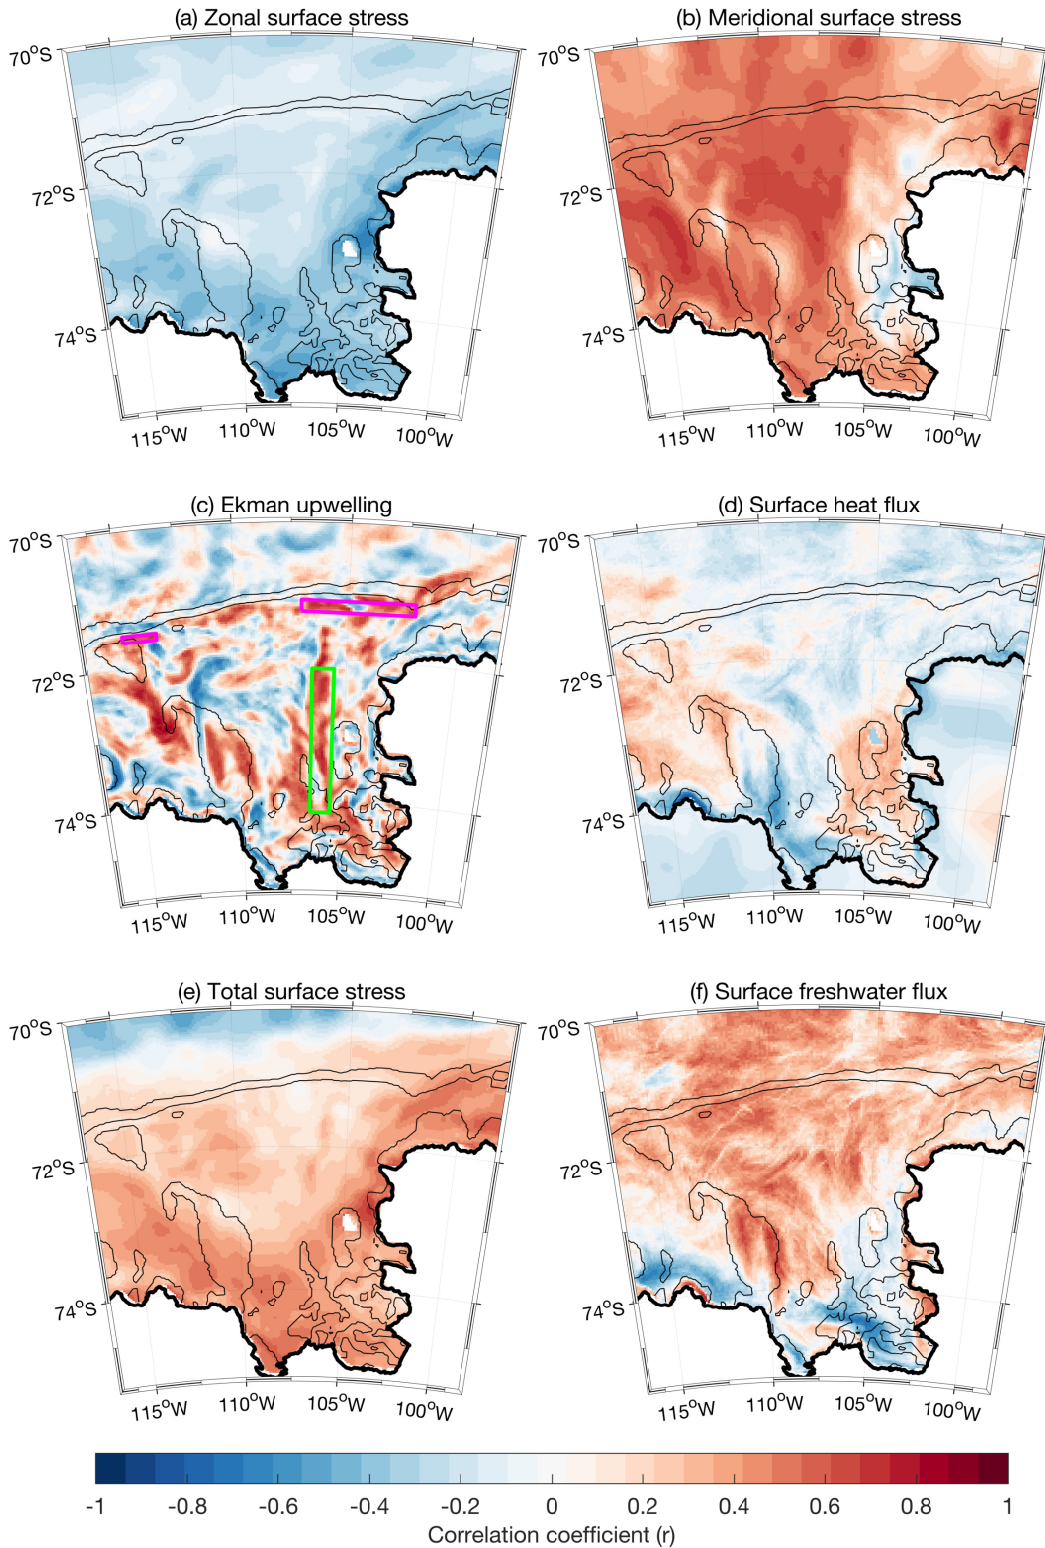 (a) Zonal surface stress
(b) Meridional surface stress
70°S
72°S
74°S
115°W
110°W
105°W
100°W
70°S
72°S
74°S
115°W
110°W
105°W
100°W
(c) Ekman upwelling
(d) Surface heat flux
70°S
72°S
74°S
115°W
110°W
105°W
100°W
70°S
72°S
74°S
115°W
110°W
105°W
100°W
(e) Total surface stress
(f) Surface freshwater flux
70°S
72°S
74°S
115°W
110°W
105°W
100°W
70°S
72°S
74°S
115°W
110°W
105°W
100°W
-1 -0.8 -0.6 -0.4 -0.2 0 0.2 0.4 0.6 0.8 1
Correlation coefficient (r)